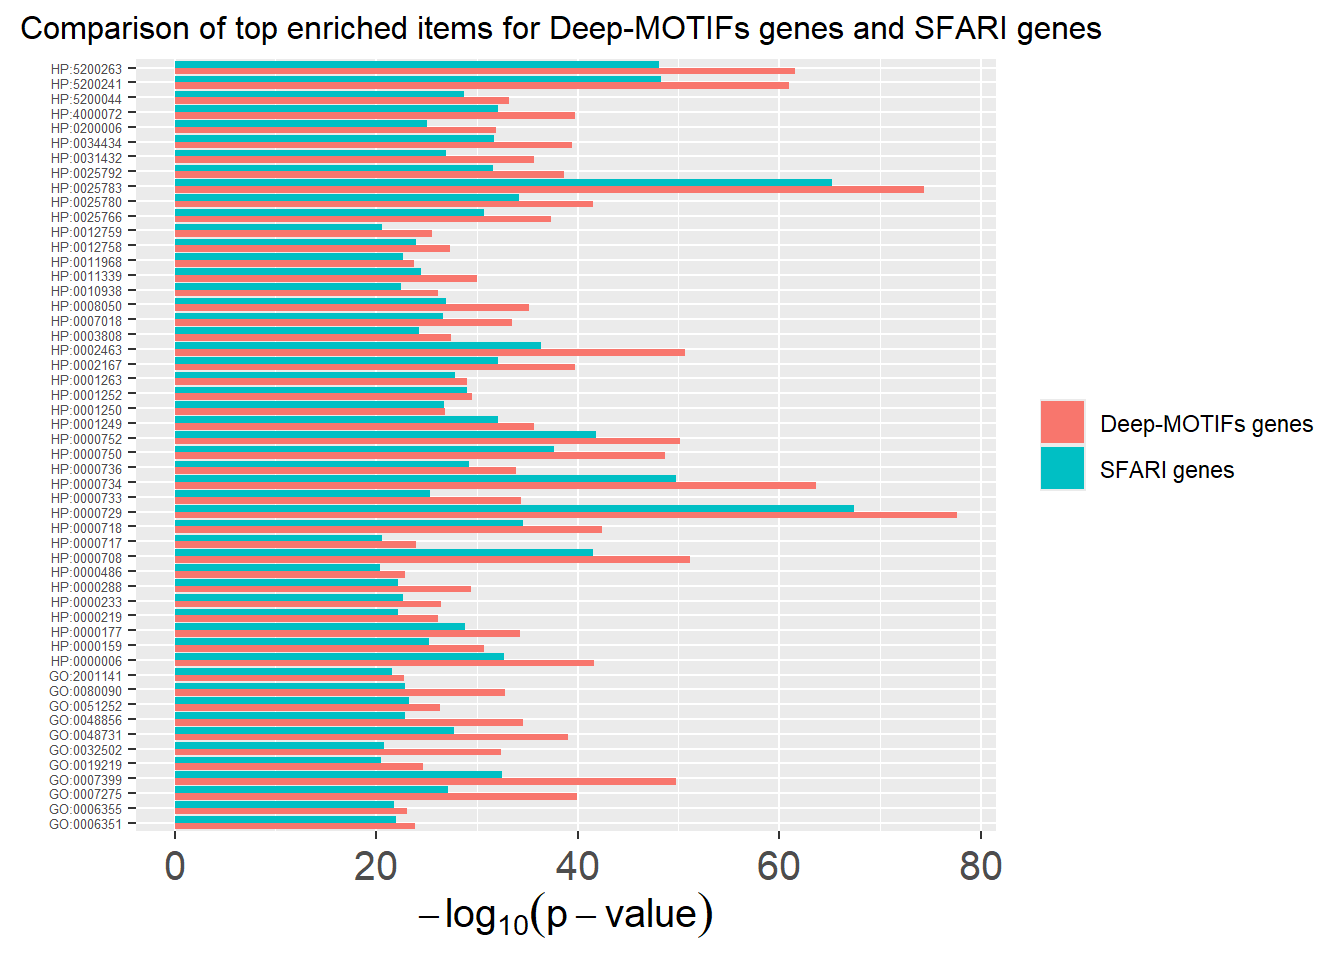 Comparison of top enriched items for Deep-MOTIFs genes and SFARI genes
HP:5200263
HP:5200241
HP:5200044
HP:4000072
HP:0200006
HP:0034434
HP:0031432
HP:0025792
HP:0025783
HP:0025780
HP:0025766
HP:0012759
HP:0012758
HP:0011968
HP:0011339
HP:0010938
HP:0008050
HP:0007018
HP:0003808
HP:0002463
HP:0002167
HP:0001263
HP:0001252
HP:0001250
HP:0001249
HP:0000752
HP:0000750
HP:0000736
HP:0000734
HP:0000733
HP:0000729
HP:0000718
HP:0000717
HP:0000708
HP:0000486
HP:0000288
HP:0000233
HP:0000219
HP:0000177
HP:0000159
HP:0000006
GO:2001141
GO:0080090
GO:0051252
GO:0048856
GO:0048731
GO:0032502
GO:0019219
GO:0007399
GO:0007275
GO:0006355
GO:0006351
0 20 40 60 80
−log10(p − value)
Deep-MOTIFs genes
SFARI genes